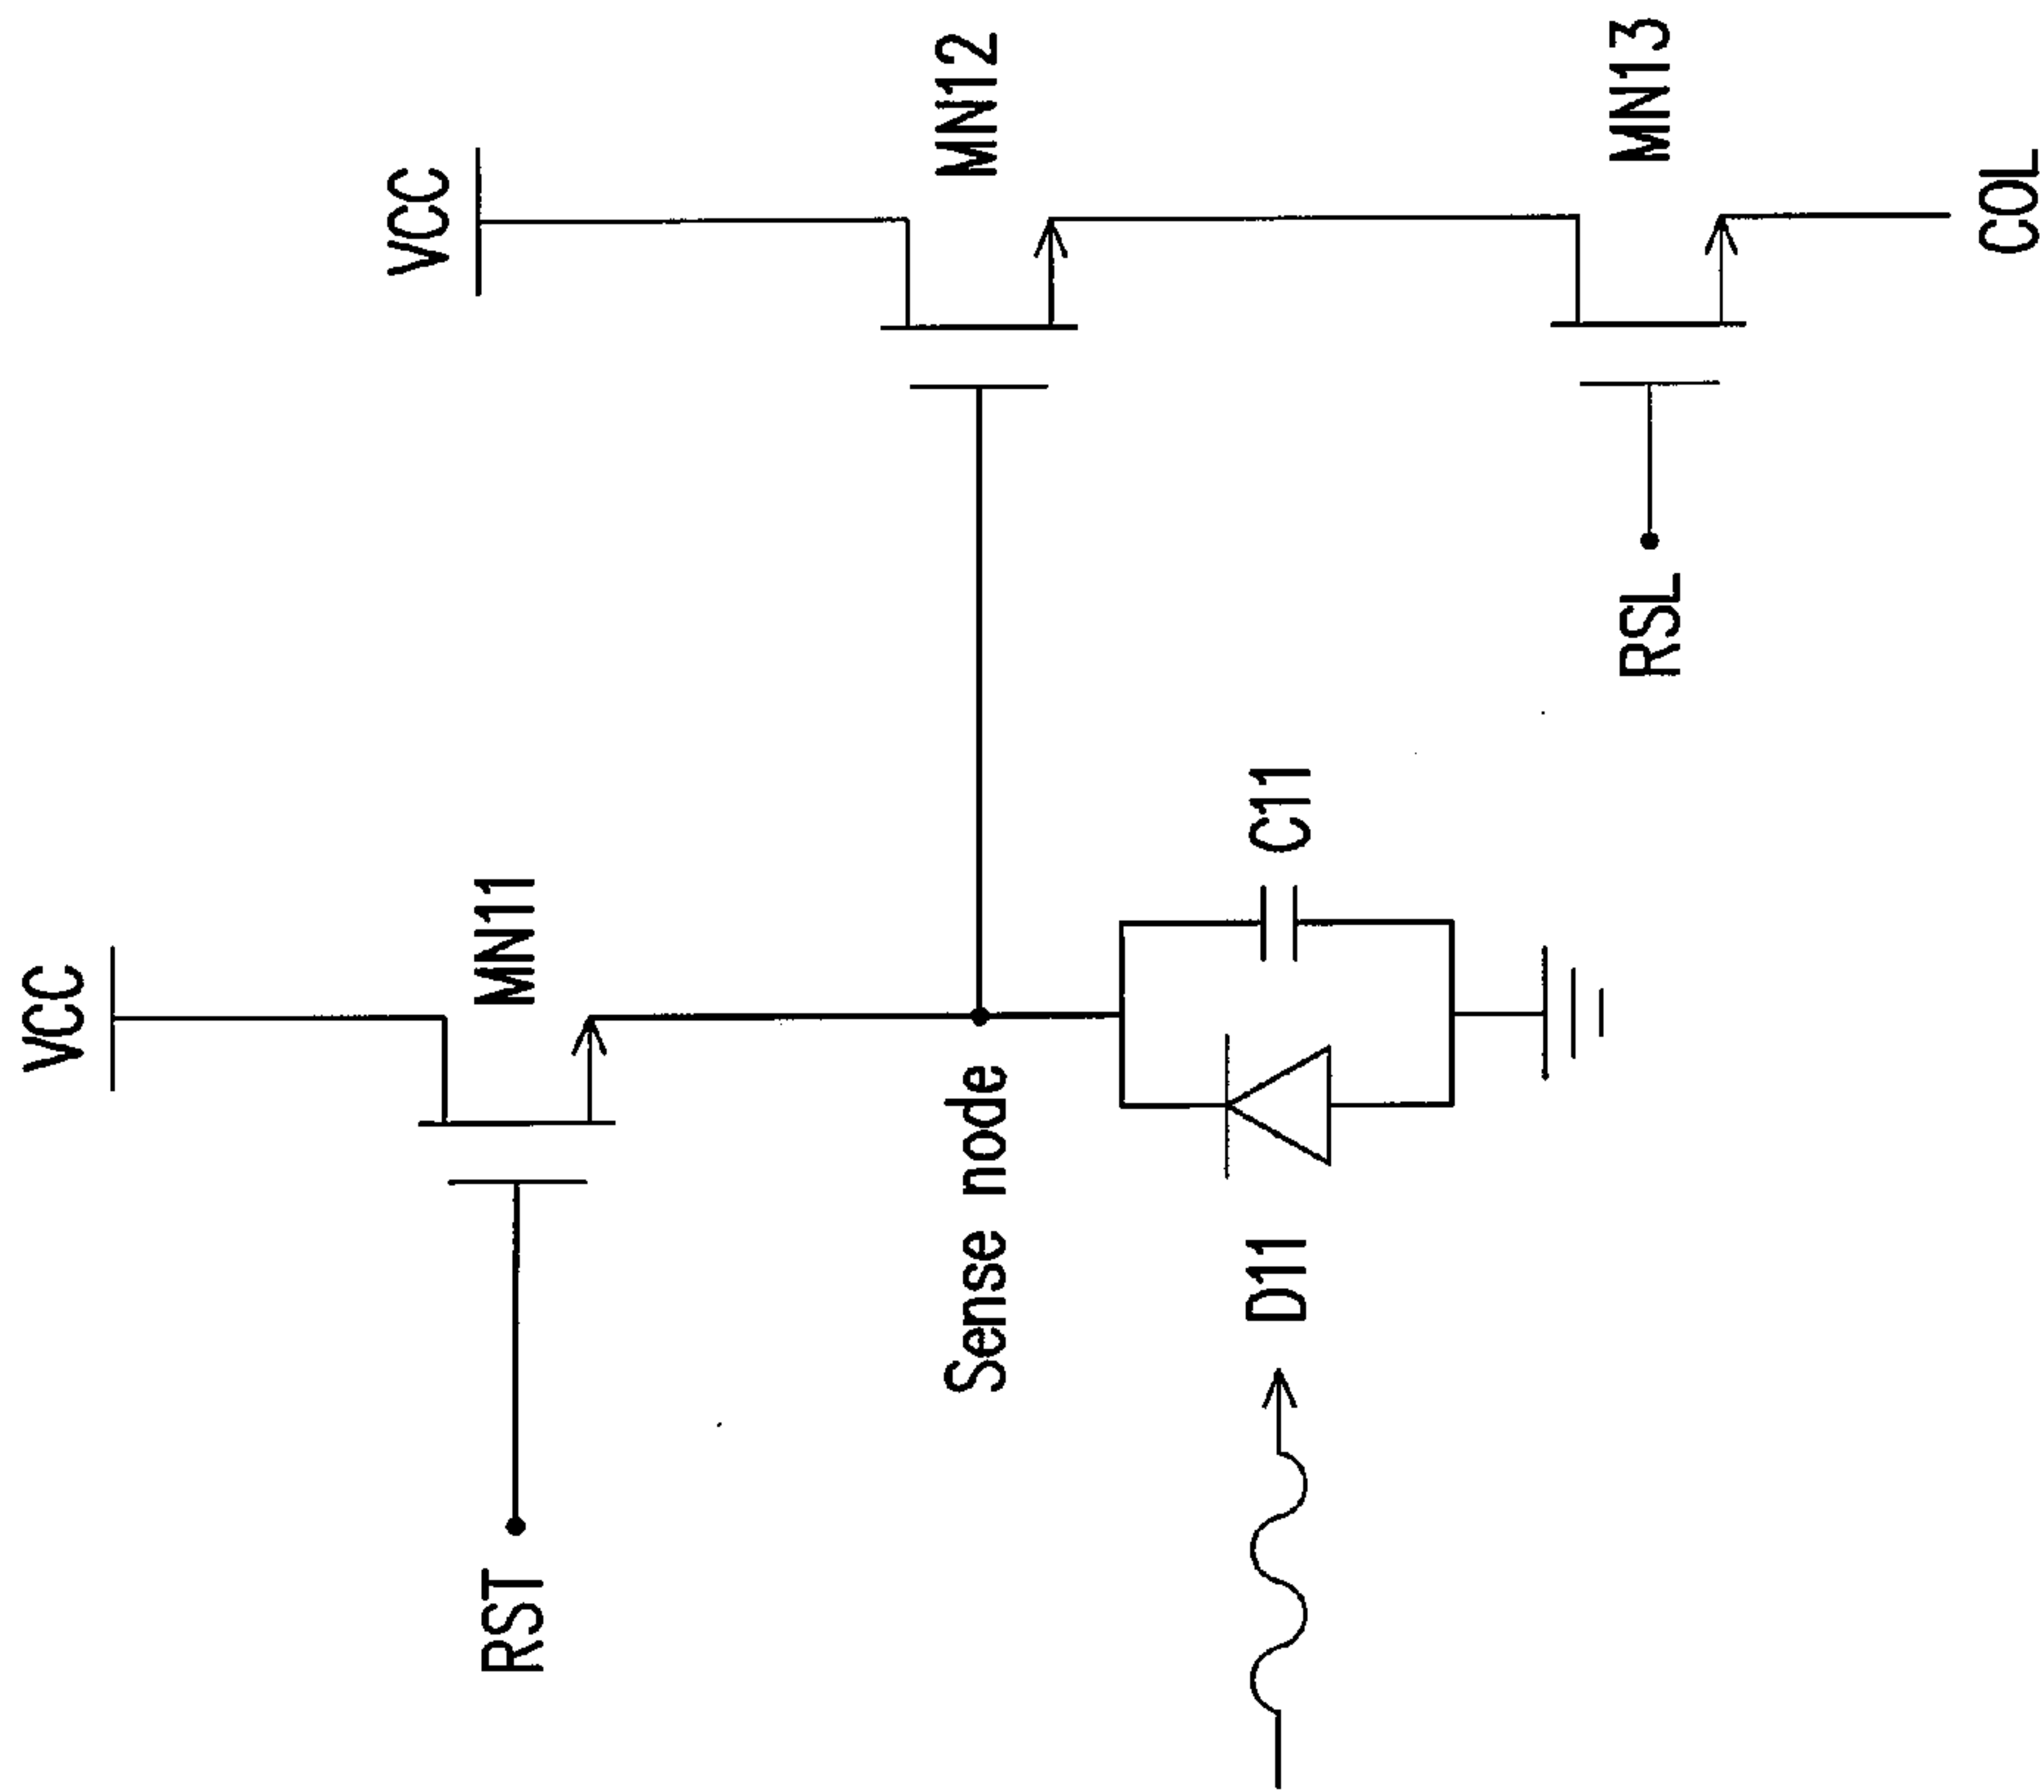 VCC
RST
MN11
VCC
MN12
Sense node
D11
C11
RSL
MN13
COL